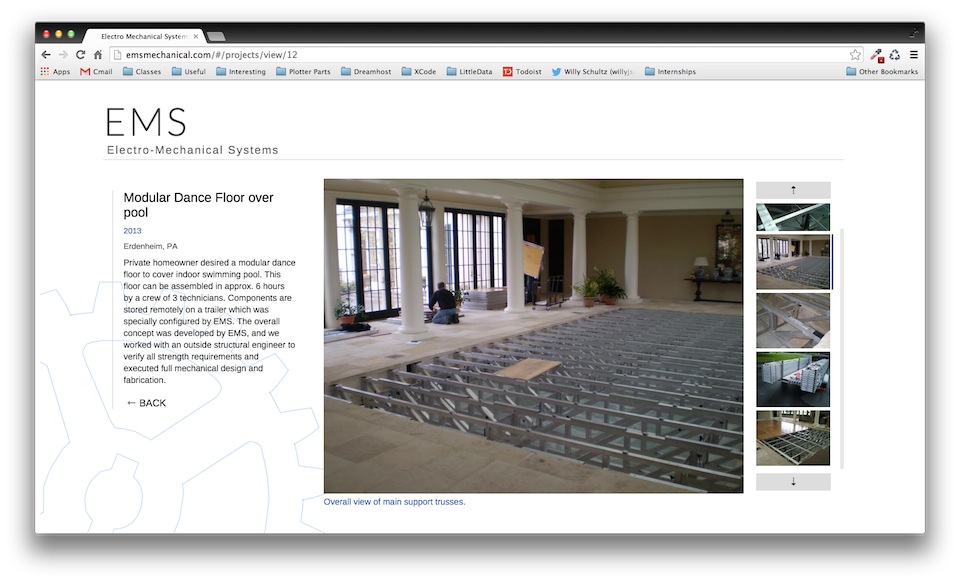 Electro Mechanical System
emsmechanical.com/#/projects/view/12
Apps Gmail Classes Useful Interesting Plotter Parts Dreamhost XCode LittleData Todoist Willy Schultz (willyjs Internships Other Bookmarks
EMS
Electro-Mechanical Systems
Modular Dance Floor over
pool
2013
Erdenheim, PA
Private homeowner desired a modular dance
floor to cover indoor swimming pool. This
floor can be assembled in approx. 6 hours
by a crew of 3 technicians. Components are
stored remotely on a trailer which was
specially configured by EMS. The overall
concept was developed by EMS, and we
worked with an outside structural engineer to
verify all strength requirements and
executed full mechanical design and
fabrication.
← BACK
Overall view of main support trusses.